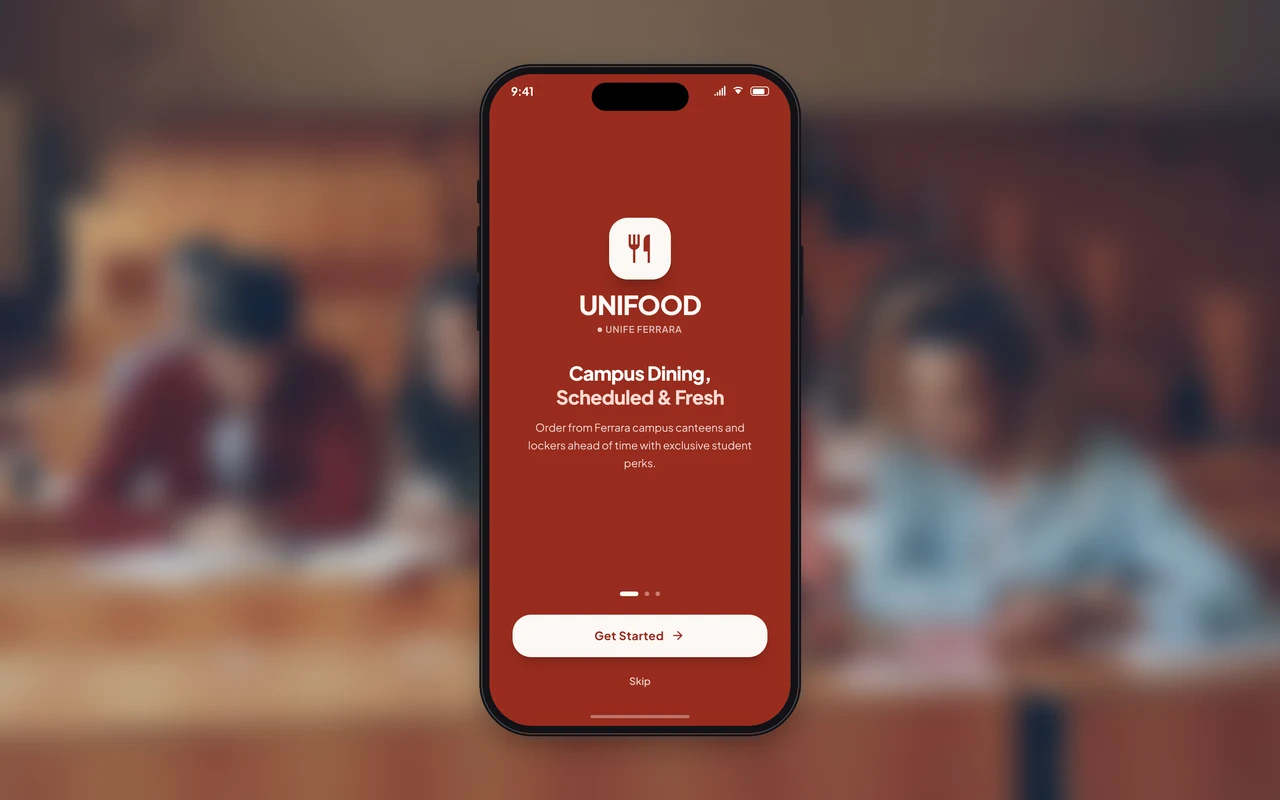 9:41
UNIFOOD
UNIFE FERRARA
Campus Dining,
Scheduled & Fresh
Order from Ferrara campus canteens and
lockers ahead of time with exclusive student
perks.
Get Started →
Skip